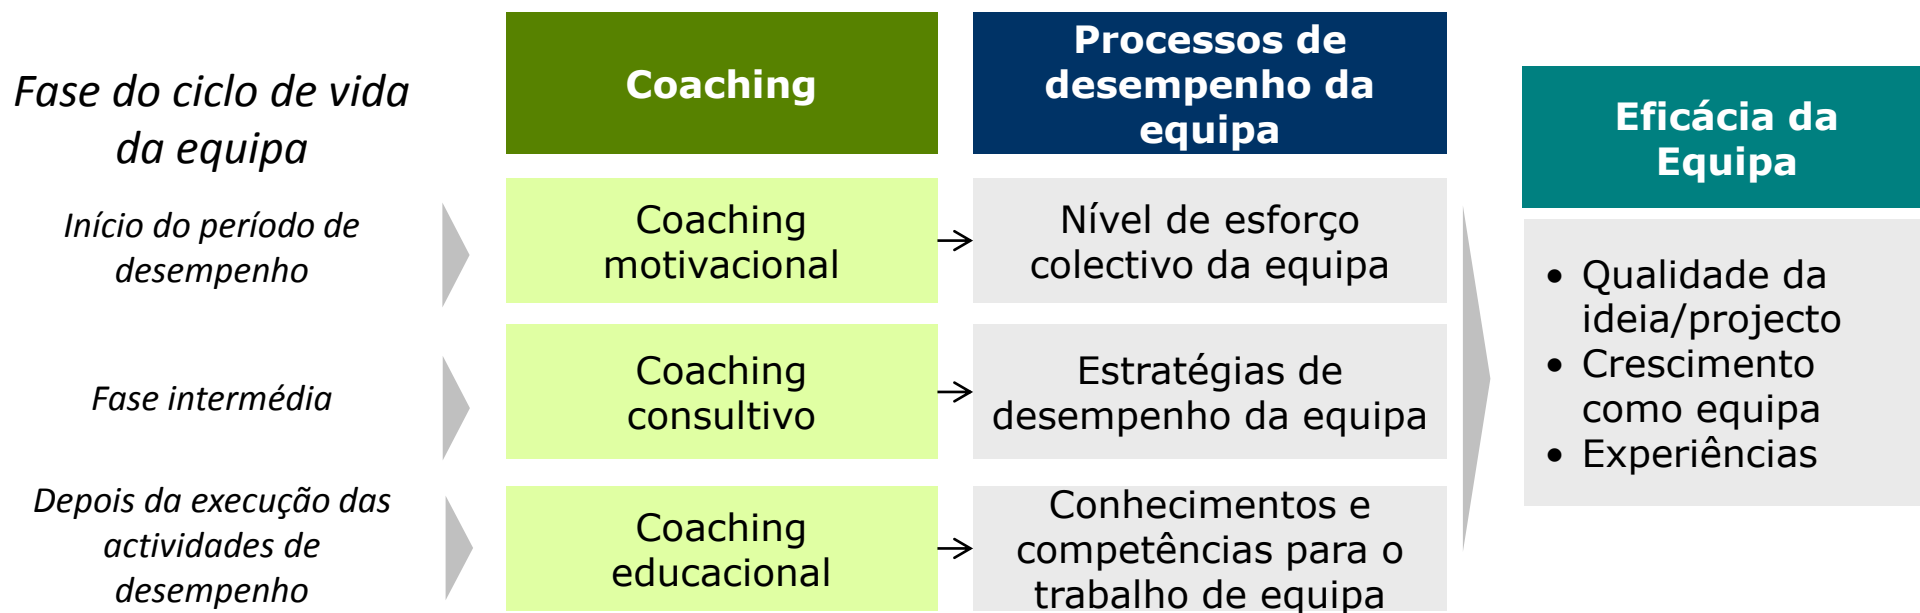 Fase do ciclo de vida
da equipa
Coaching
Processos de
desempenho da
equipa
Eficácia da
Equipa
Início do período de
desempenho
Coaching
motivacional
Nível de esforço
colectivo da equipa
Fase intermédia
Coaching
consultivo
Estratégias de
desempenho da equipa
Depois da execução das
actividades de
desempenho
Coaching
educacional
Conhecimentos e
competências para o
trabalho de equipa
• Qualidade da
ideia/projecto
• Crescimento
como equipa
• Experiências